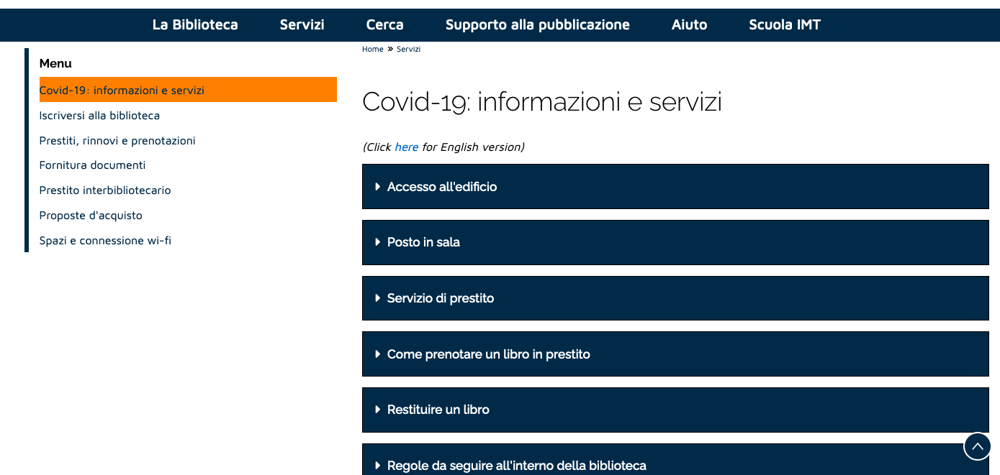 La Biblioteca Servizi Cerca Supporto alla pubblicazione Aiuto Scuola IMT
Home » Servizi
Menu
Covid-19: informazioni e servizi
Iscriversi alla biblioteca
Prestiti, rinnovi e prenotazioni
Fornitura documenti
Prestito interbibliotecario
Proposte d'acquisto
Spazi e connessione wi-fi
Covid-19: informazioni e servizi
(Click here for English version)
Accesso all'edificio
Posto in sala
Servizio di prestito
Come prenotare un libro in prestito
Restituire un libro
Regole da seguire all'interno della biblioteca